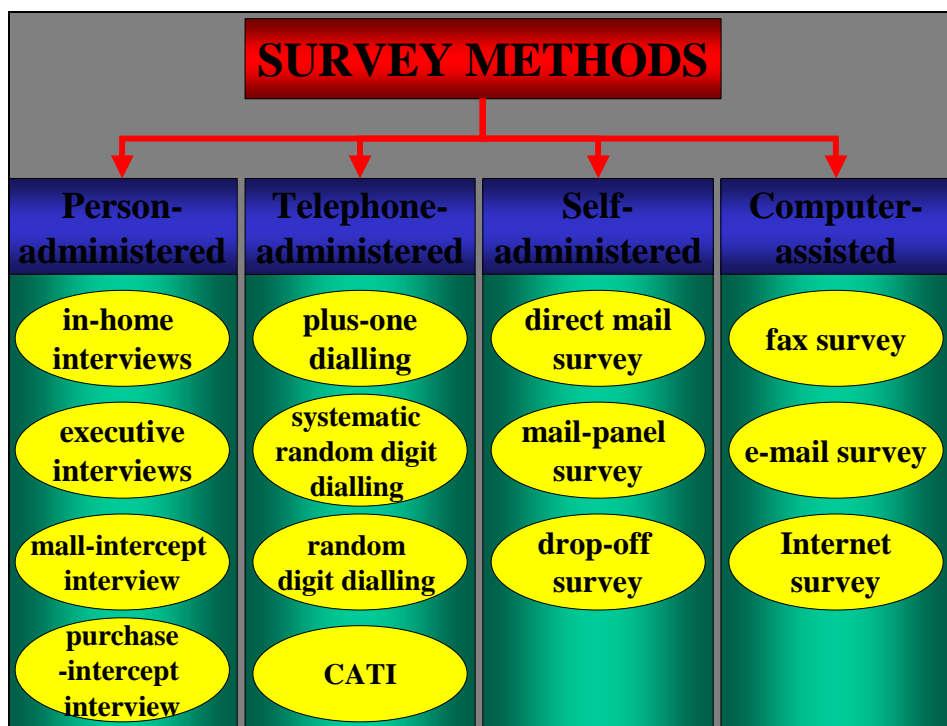 SURVEY METHODS
Person-
administered
in-home
interviews
executive
interviews
mall-intercept
interview
purchase
-intercept
interview
Telephone-
administered
plus-one
dialling
systematic
random digit
dialling
random
digit dialling
CATI
Self-
administered
direct mail
survey
mail-panel
survey
drop-off
survey
Computer-
assisted
fax survey
e-mail survey
Internet
survey